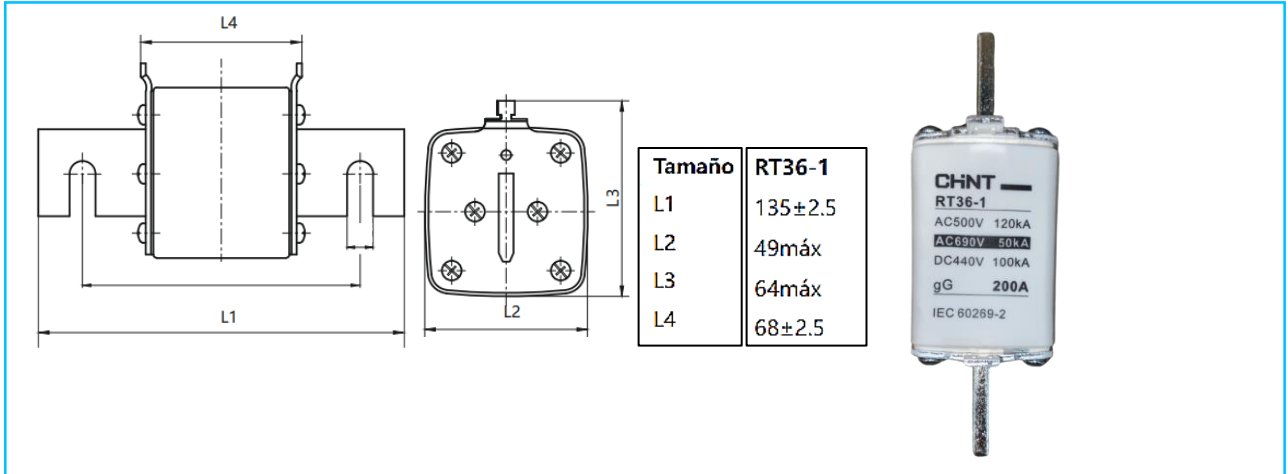 L4
L1
L2
L3
Tamaño RT36-1
L1 135±2.5
L2 49máx
L3 64máx
L4 68±2.5
CHNT
RT36-1
AC500V 120kA
AC690V 50kA
DC440V 100kA
gG 200A
IEC 60269-2